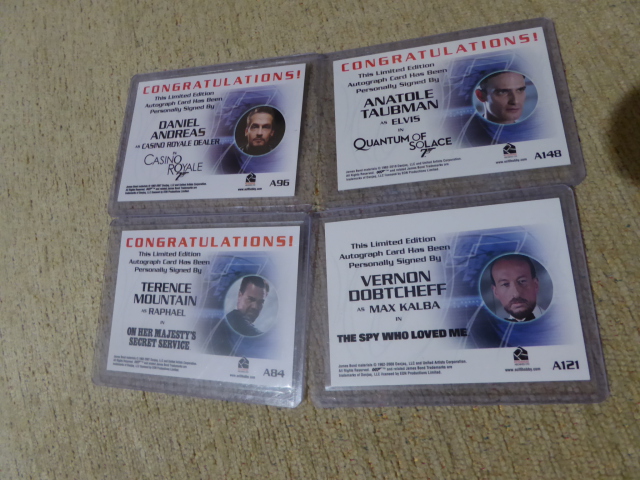 CONGRATULATIONS!
This Limited Edition
Autograph Card Has Been
Personally Signed By
DANIEL
ANDREAS
AS CASINO ROYALE DEALER
IN
CASINO
ROYALE
007
A96
CONGRATULATIONS!
This Limited Edition
Autograph Card Has Been
Personally Signed By
ANATOLE
TAUBMAN
AS ELVIS
IN
QUANTUM OF
SOLACE
007
A148
CONGRATULATIONS!
This Limited Edition
Autograph Card Has Been
Personally Signed By
TERENCE
MOUNTAIN
AS RAPHAEL
IN
ON HER MAJESTY'S
SECRET SERVICE
A84
This Limited Edition
Autograph Card Has Been
Personally Signed By
VERNON
DOBTCHEFF
AS MAX KALBA
IN
THE SPY WHO LOVED ME
A121